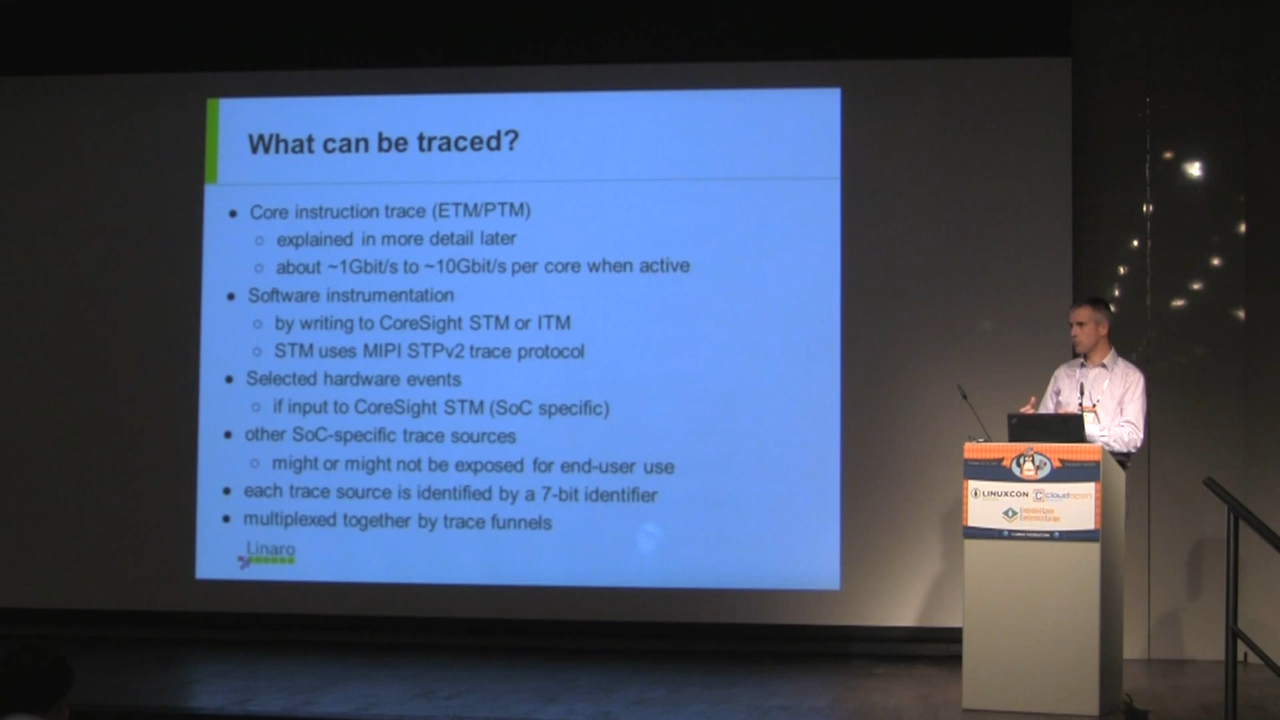 What can be traced?
● Core instruction trace (ETM/PTM)
○ explained in more detail later
○ about ~1Gbit/s to ~10Gbit/s per core when active
● Software instrumentation
○ by writing to CoreSight STM or ITM
○ STM uses MIPI STPv2 trace protocol
● Selected hardware events
○ if input to CoreSight STM (SoC specific)
● other SoC-specific trace sources
○ might or might not be exposed for end-user use
● each trace source is identified by a 7-bit identifier
● multiplexed together by trace funnels
Linaro
LINUXCON
cloudopen
Embedded Linux
Conference Europe